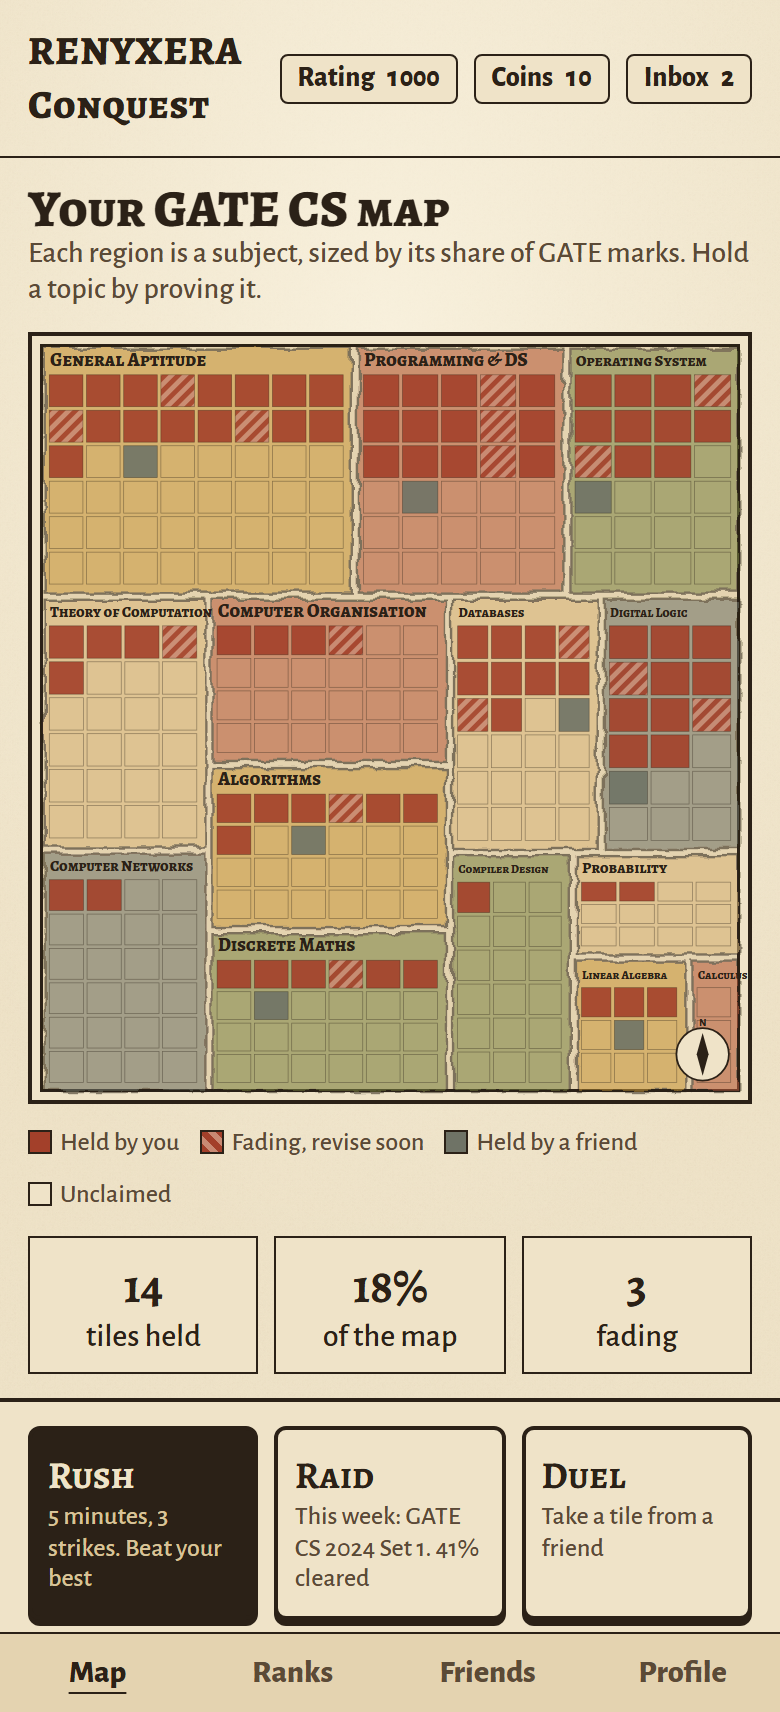 RENYXERA
Conquest
Rating 1000
Coins 10
Inbox 2
Your GATE CS map
Each region is a subject, sized by its share of GATE marks. Hold
a topic by proving it.
General Aptitude
Programming & DS
Operating System
Theory of Computation
Computer Organisation
Databases
Digital Logic
Algorithms
Computer Networks
Compiler Design
Probability
Discrete Maths
Linear Algebra
Calculus
N
Held by you
Fading, revise soon
Held by a friend
Unclaimed
14
tiles held
18%
of the map
3
fading
Rush
5 minutes, 3
strikes. Beat your
best
Raid
This week: GATE
CS 2024 Set 1. 41%
cleared
Duel
Take a tile from a
friend
Map
Ranks
Friends
Profile